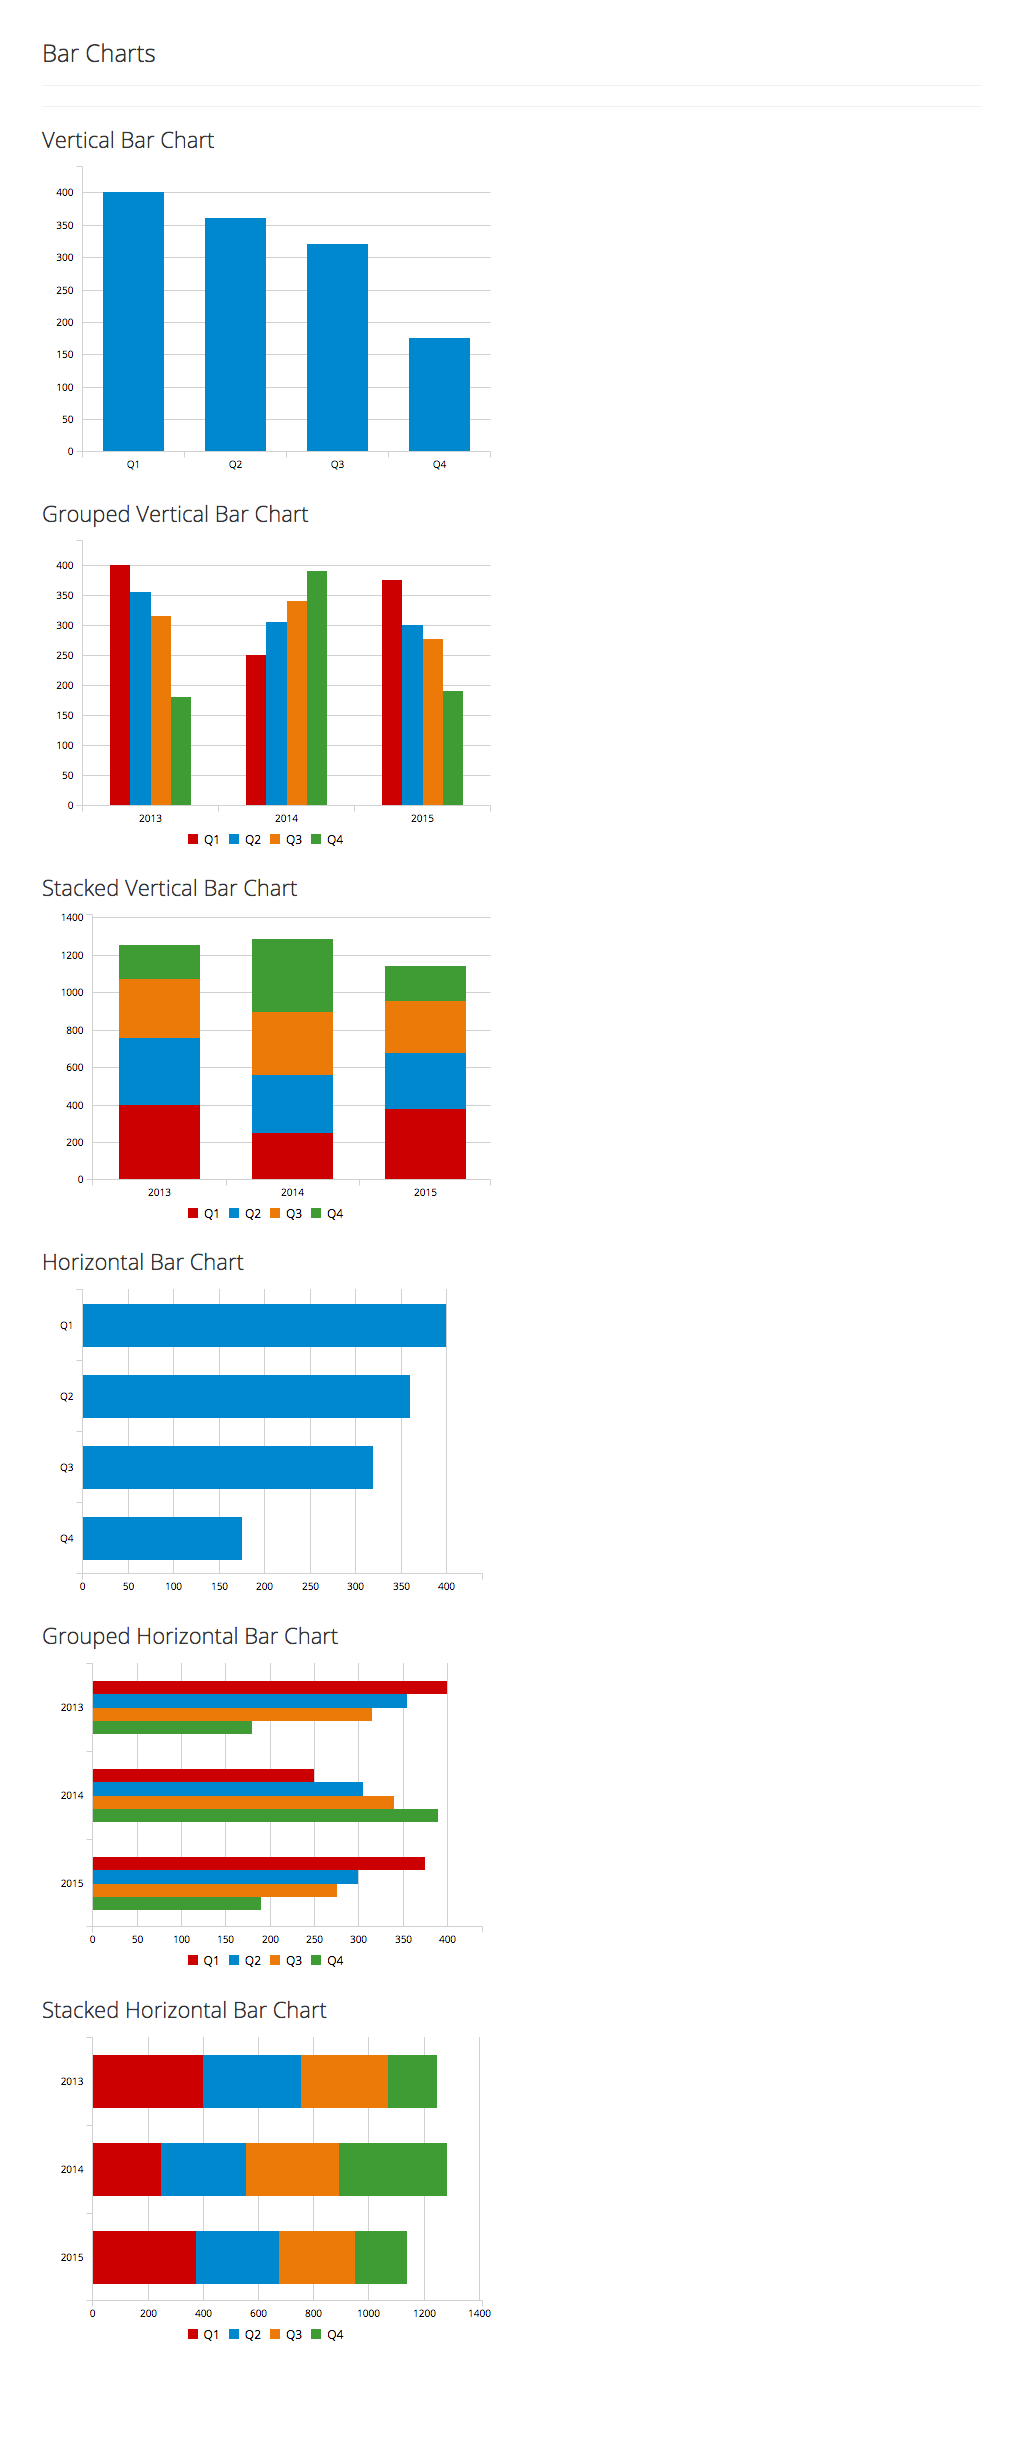 Bar Charts
Vertical Bar Chart
400
350
300
250
200
150
100
50
0
Q1 Q2 Q3 Q4
Grouped Vertical Bar Chart
400
350
300
250
200
150
100
50
0
2013 2014 2015
Q1 Q2 Q3 Q4
Stacked Vertical Bar Chart
1400
1200
1000
800
600
400
200
0
2013 2014 2015
Q1 Q2 Q3 Q4
Horizontal Bar Chart
Q1
Q2
Q3
Q4
0 50 100 150 200 250 300 350 400
Grouped Horizontal Bar Chart
2013
2014
2015
0 50 100 150 200 250 300 350 400
Q1 Q2 Q3 Q4
Stacked Horizontal Bar Chart
2013
2014
2015
0 200 400 600 800 1000 1200 1400
Q1 Q2 Q3 Q4